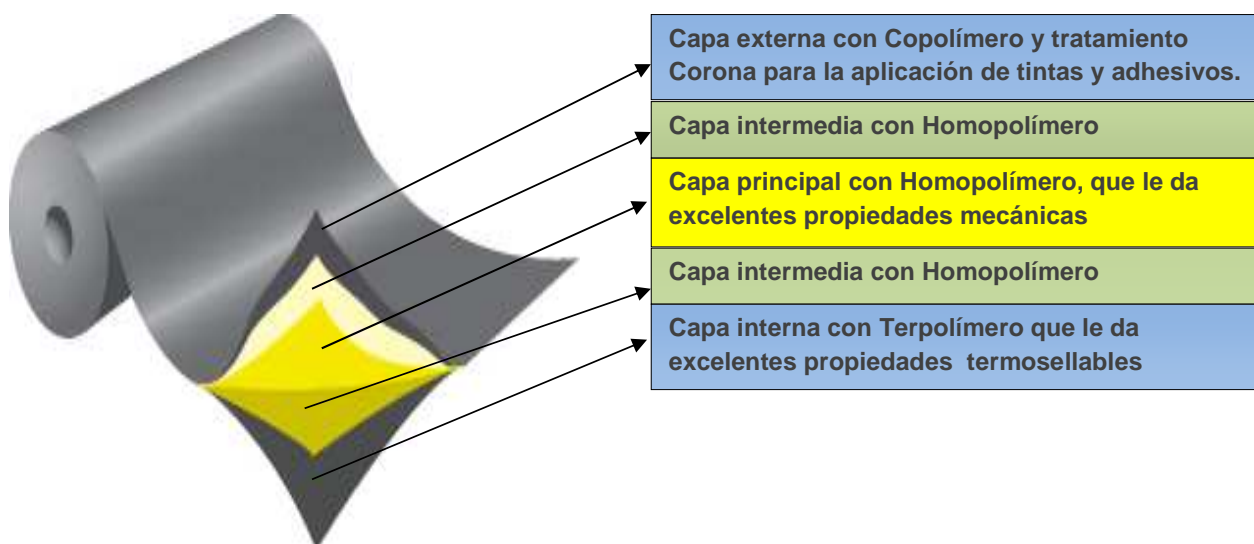 Capa externa con Copolímero y tratamiento
Corona para la aplicación de tintas y adhesivos.
Capa intermedia con Homopolímero
Capa principal con Homopolímero, que le da
excelentes propiedades mecánicas
Capa intermedia con Homopolímero
Capa interna con Terpolímero que le da
excelentes propiedades  termosellables